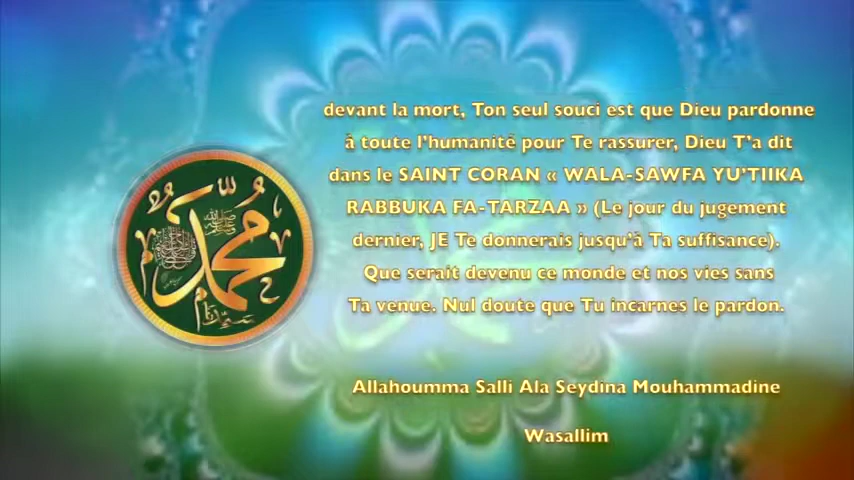 devant la mort, Ton seul souci est que Dieu pardonne
à toute l'humanité pour Te rassurer, Dieu T'a dit
dans le SAINT CORAN « WALA-SAWFA YU'TIIKA
RABBUKA FA-TARZAA » (Le jour du jugement
dernier, JE Te donnerais jusqu'à Ta suffisance).
Que serait devenu ce monde et nos vies sans
Ta venue. Nul doute que Tu incarnes le pardon.
Allahoumma Salli Ala Seydina Mouhammadine
Wasallim
محمد